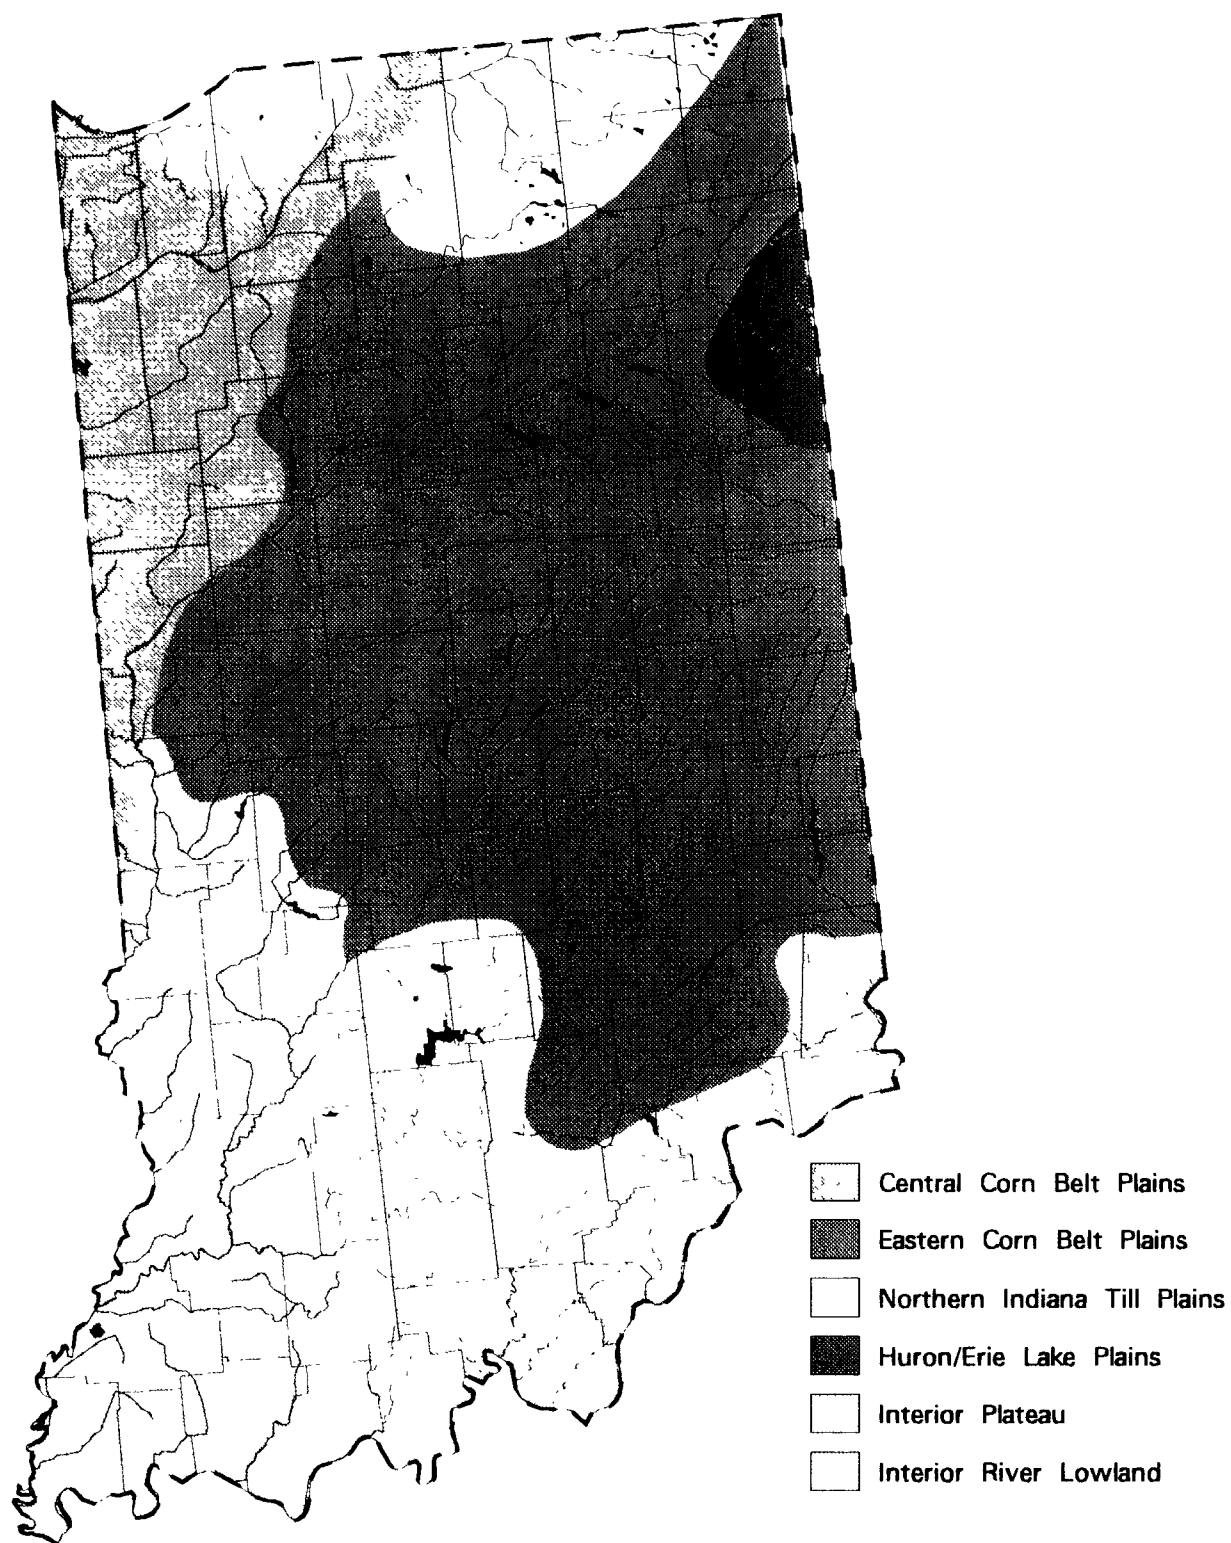 Central Corn Belt Plains
Eastern Corn Belt Plains
Northern Indiana Till Plains
Huron/Erie Lake Plains
Interior Plateau
Interior River Lowland